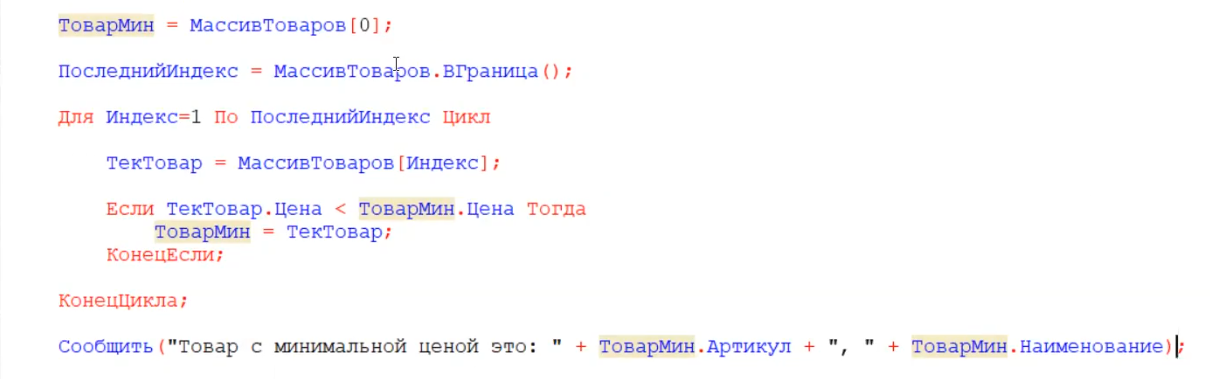 ТоварМин = МассивТоваров[0];
ПоследнийИндекс = МассивТоваров.ВГраница();
Для Индекс=1 По ПоследнийИндекс Цикл
ТекТовар = МассивТоваров[Индекс];
Если ТекТовар.Цена < ТоварМин.Цена Тогда
ТоварМин = ТекТовар;
КонецЕсли;
КонецЦикла;
Сообщить("Товар с минимальной ценой это: " + ТоварМин.Артикул + ", " + ТоварМин.Наименование);